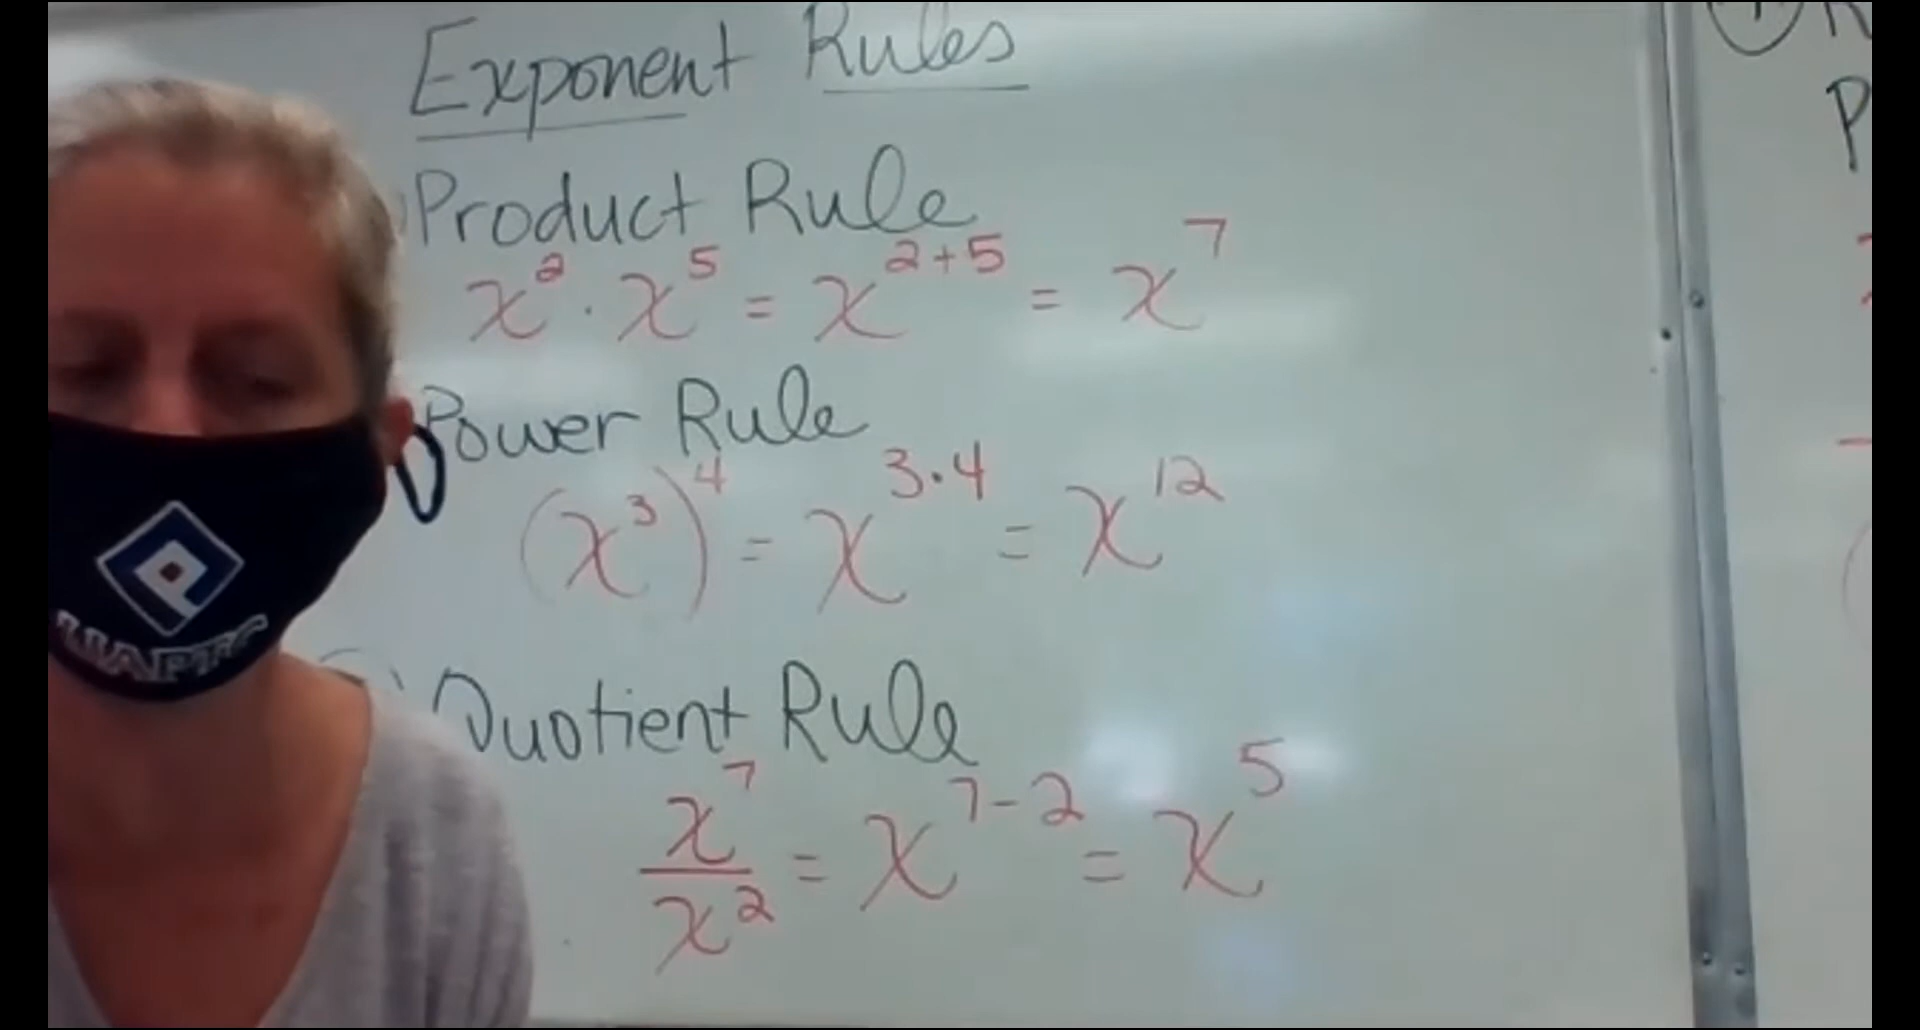 Exponent Rules
Product Rule
x² · x⁵ = x²⁺⁵ = x⁷
Power Rule
(x³)⁴ = x³·⁴ = x¹²
Quotient Rule
x⁷/x² = x⁷⁻² = x⁵
P